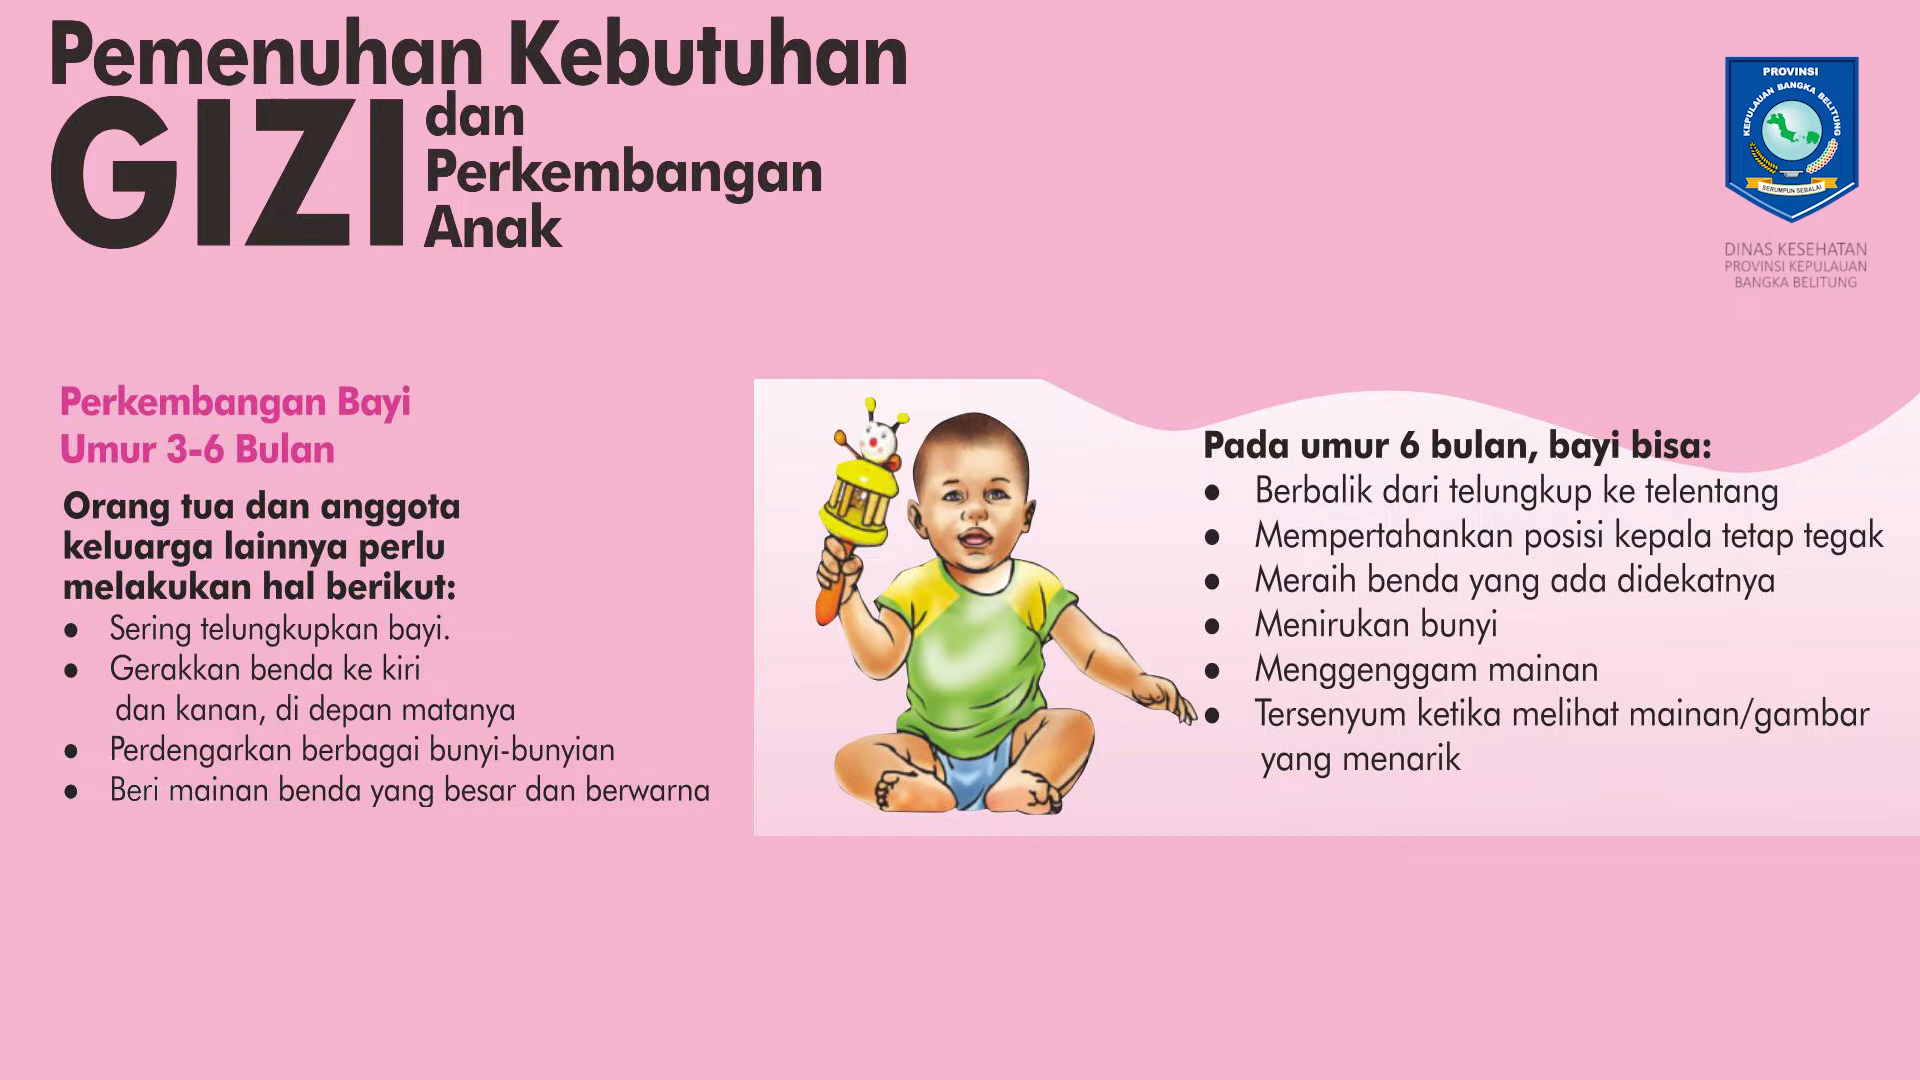 Pemenuhan Kebutuhan
GIZI
dan
Perkembangan
Anak
PROVINSI
KEPULAUAN BANGKA BELITUNG
SERUMPUN SEBALAI
DINAS KESEHATAN
PROVINSI KEPULAUAN
BANGKA BELITUNG
Perkembangan Bayi
Umur 3-6 Bulan
Orang tua dan anggota
keluarga lainnya perlu
melakukan hal berikut:
● Sering telungkupkan bayi.
● Gerakkan benda ke kiri
dan kanan, di depan matanya
● Perdengarkan berbagai bunyi-bunyian
● Beri mainan benda yang besar dan berwarna
Pada umur 6 bulan, bayi bisa:
● Berbalik dari telungkup ke telentang
● Mempertahankan posisi kepala tetap tegak
● Meraih benda yang ada didekatnya
● Menirukan bunyi
● Menggenggam mainan
● Tersenyum ketika melihat mainan/gambar
yang menarik